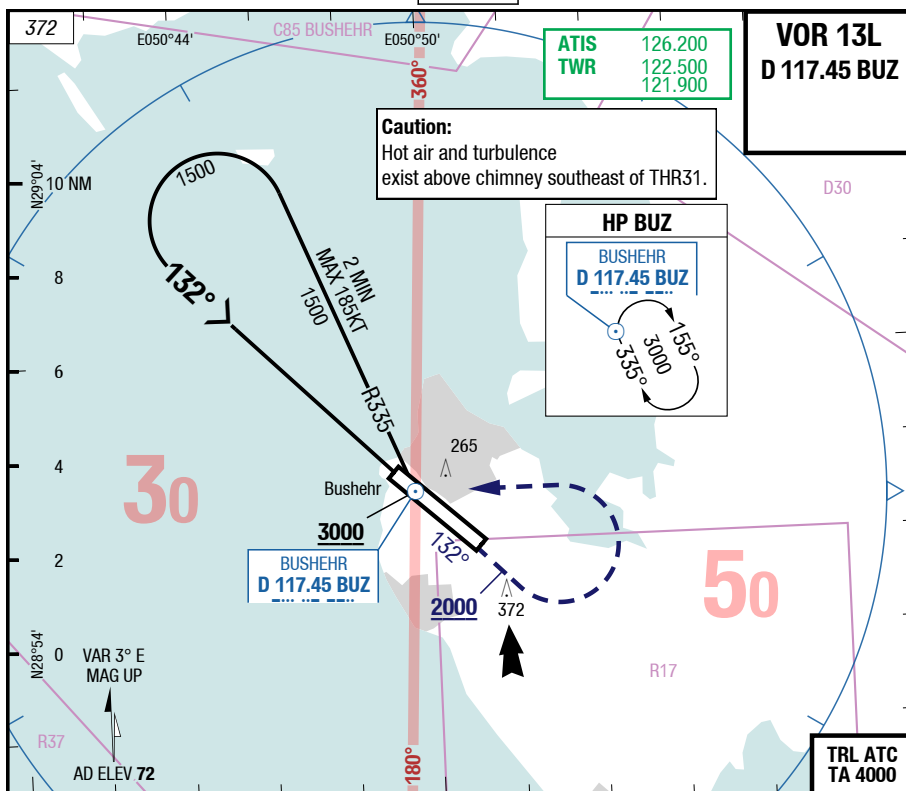 372
E050°44'
C85 BUSHEHR
E050°50'
360°
ATIS 126.200
TWR 122.500
121.900
VOR 13L
D 117.45 BUZ
Caution:
Hot air and turbulence
exist above chimney southeast of THR31.
N29°04'
10 NM
1500
D30
HP BUZ
BUSHEHR
D 117.45 BUZ
155°
3000
335°
8
132°
2 MIN
MAX 185KT
1500
6
R335
4
265
30
Bushehr
3000
132°
BUSHEHR
D 117.45 BUZ
2
2000
372
50
N28°54'
0
VAR 3° E
MAG UP
R17
R37
AD ELEV 72
180°
TRL ATC
TA 4000